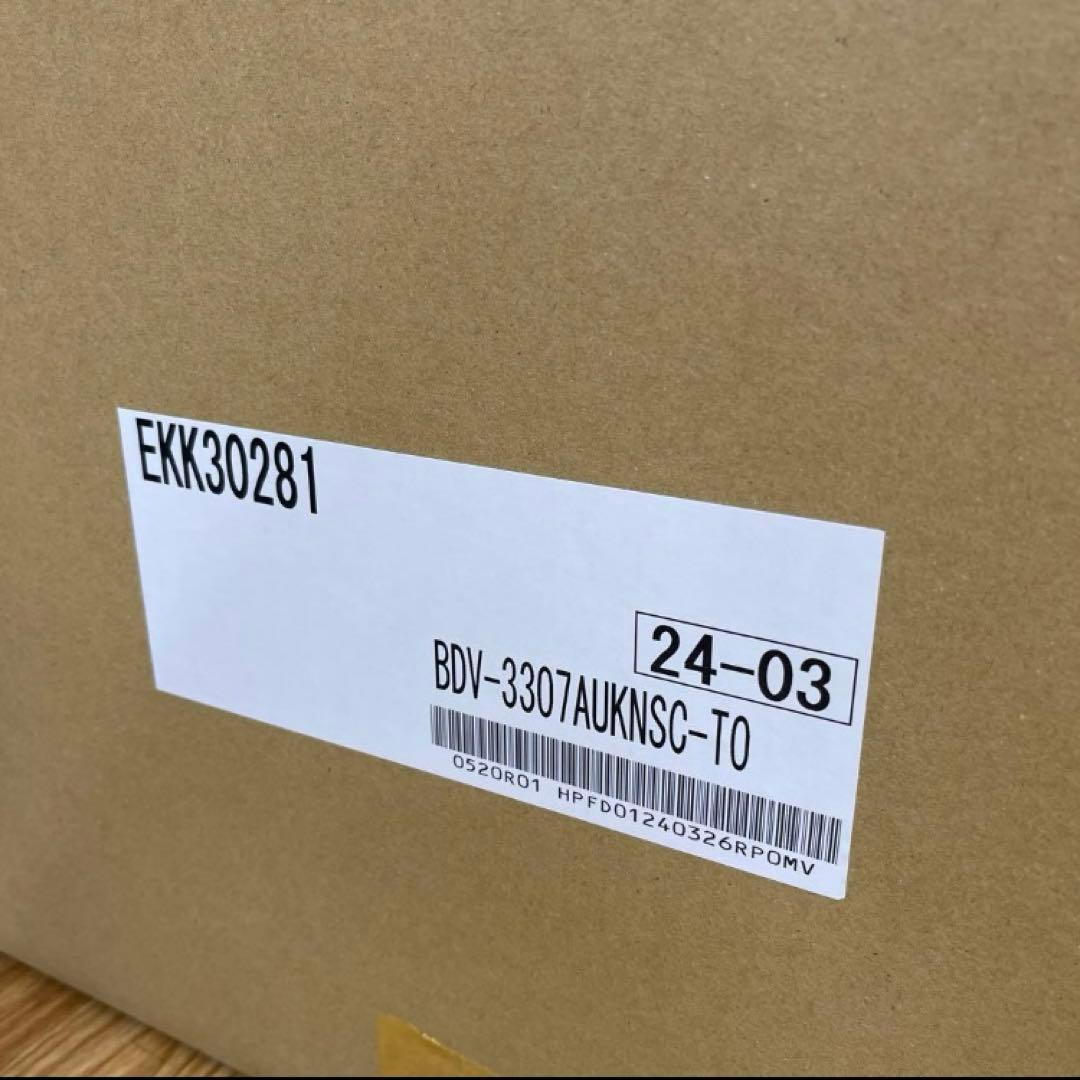 EKK30281
24-03
BDV-3307AUKNSC-TO
0520R01 HPFD01240326RPOMV